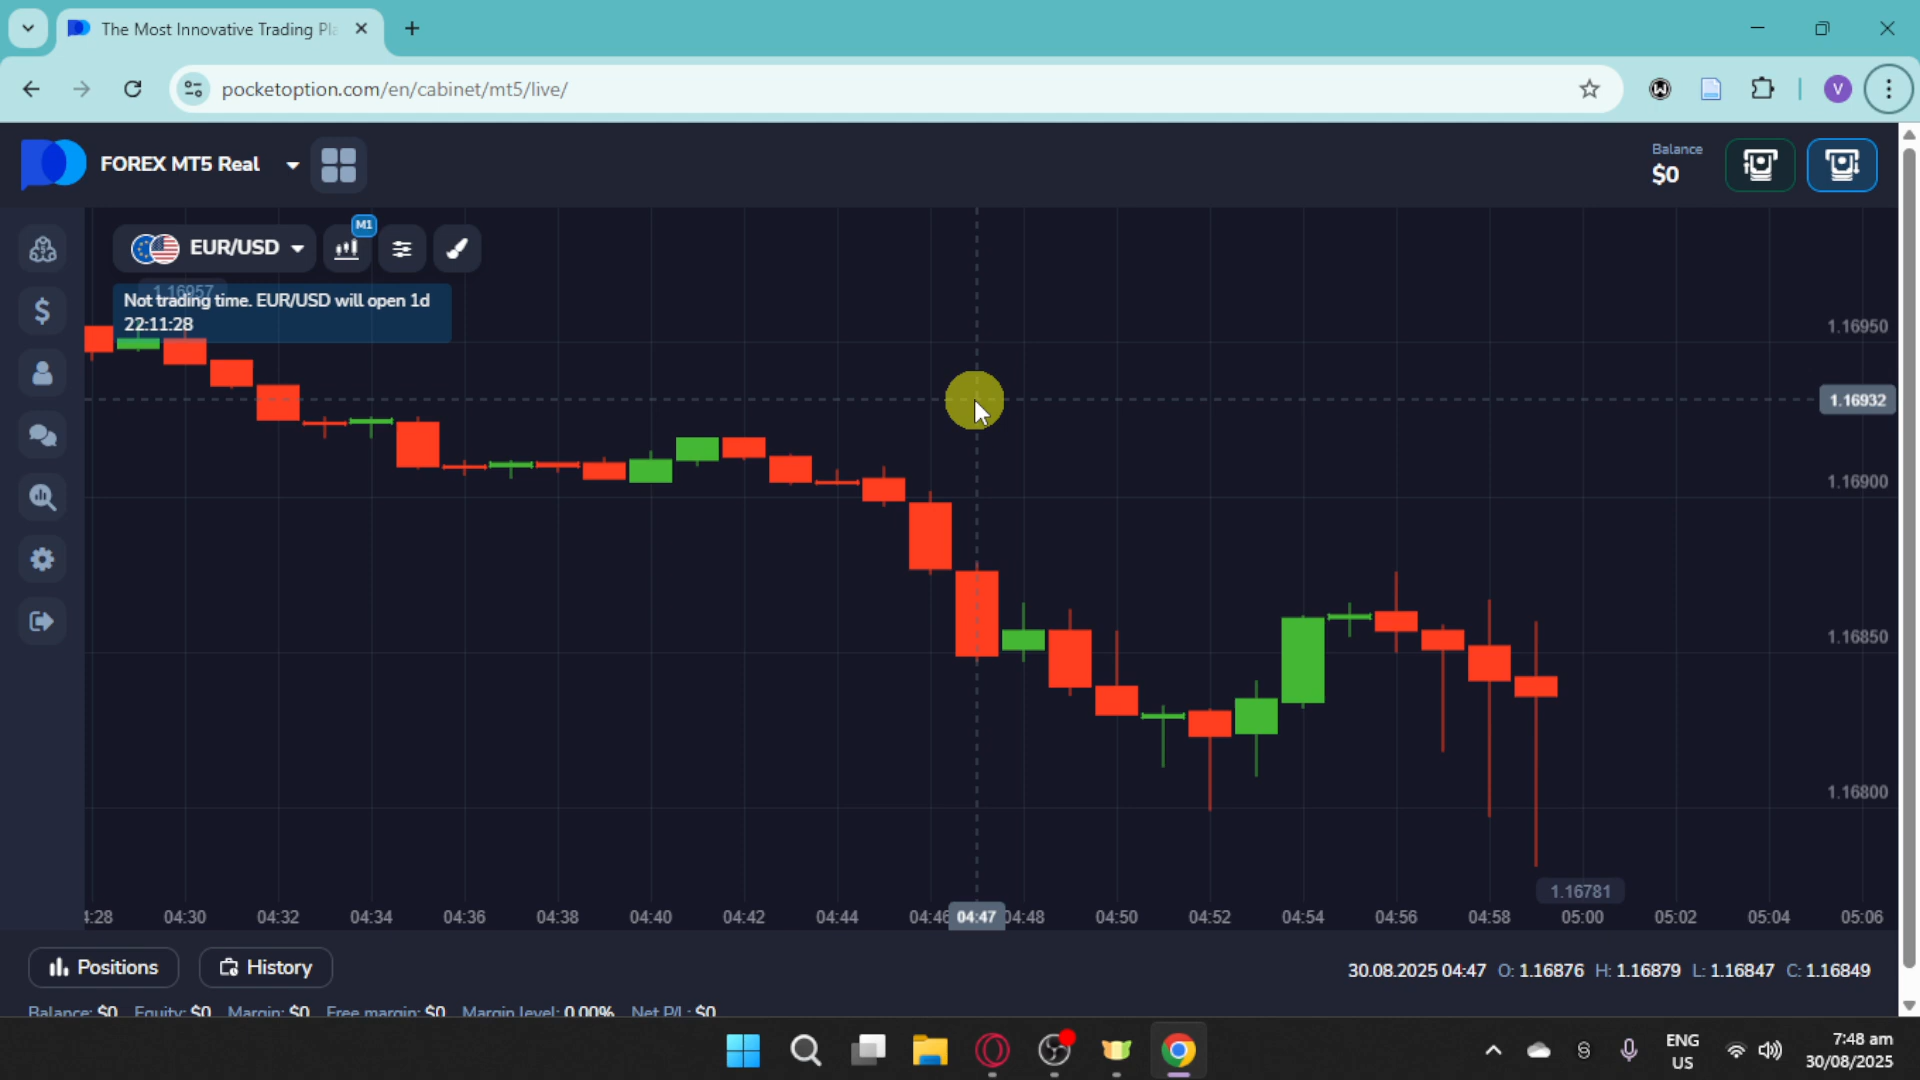 The Most Innovative Trading Pla
pocketoption.com/en/cabinet/mt5/live/
V
FOREX MT5 Real
Balance
$0
M1
EUR/USD
1.16957
Not trading time. EUR/USD will open 1d
22:11:28
1.16950
1.16932
1.16900
1.16850
1.16800
1.16781
4:28 04:30 04:32 04:34 04:36 04:38 04:40 04:42 04:44 04:46 04:47 04:48 04:50 04:52 04:54 04:56 04:58 05:00 05:02 05:04 05:06
Positions History
30.08.2025 04:47 O: 1.16876 H: 1.16879 L: 1.16847 C: 1.16849
Balance: $0 Equity: $0 Margin: $0 Free margin: $0 Margin level: 0.00% Net P/L: $0
ENG
US
7:48 am
30/08/2025